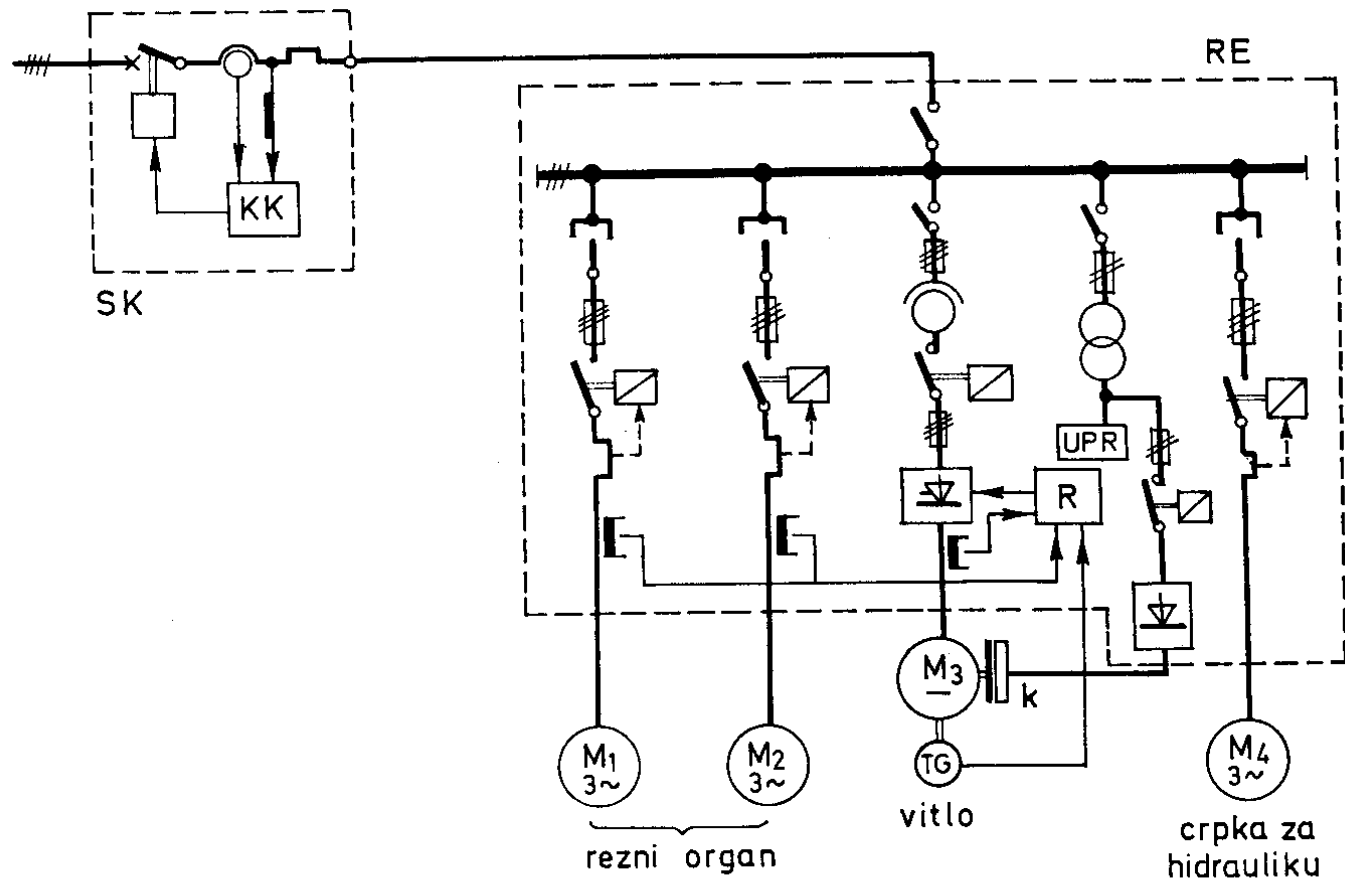 RE
KK
SK
UPR
R
M3
k
M1
3~
M2
3~
TG
M4
3~
vitlo
rezni organ
crpka za
hidrauliku